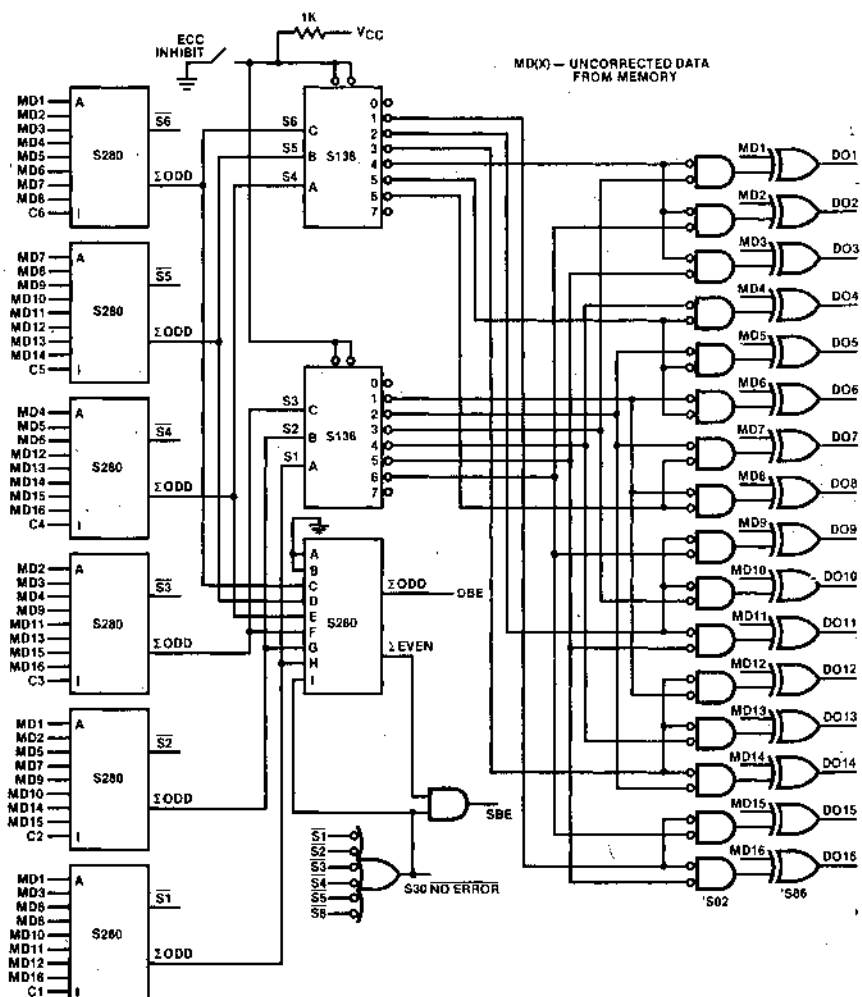 1K
VCC
ECC
INHIBIT
MD(X) — UNCORRECTED DATA
FROM MEMORY
MD1
MD2
MD3
MD4
MD5
MD6
MD7
MD8
C6
A
I
S280
S6
ΣODD
MD7
MD8
MD9
MD10
MD11
MD12
MD13
MD14
C5
A
I
S280
S5
ΣODD
MD4
MD5
MD6
MD12
MD13
MD14
MD15
MD16
C4
A
I
S280
S4
ΣODD
MD2
MD3
MD4
MD9
MD11
MD13
MD15
MD16
C3
A
I
S280
S3
ΣODD
MD1
MD2
MD5
MD7
MD9
MD10
MD14
MD15
C2
A
I
S280
S2
ΣODD
MD1
MD3
MD6
MD8
MD10
MD11
MD12
MD16
C1
A
I
S280
S1
ΣODD
S6
S5
S4
C
B
A
S138
0
1
2
3
4
5
6
7
S3
S2
S1
C
B
A
S138
0
1
2
3
4
5
6
7
A
B
C
D
E
F
G
H
I
S280
ΣODD
DBE
ΣEVEN
SBE
S1
S2
S3
S4
S5
S6
S30 NO ERROR
MD1
DO1
MD2
DO2
MD3
DO3
MD4
DO4
MD5
DO5
MD6
DO6
MD7
DO7
MD8
DO8
MD9
DO9
MD10
DO10
MD11
DO11
MD12
DO12
MD13
DO13
MD14
DO14
MD15
DO15
MD16
DO16
'S02
'S86